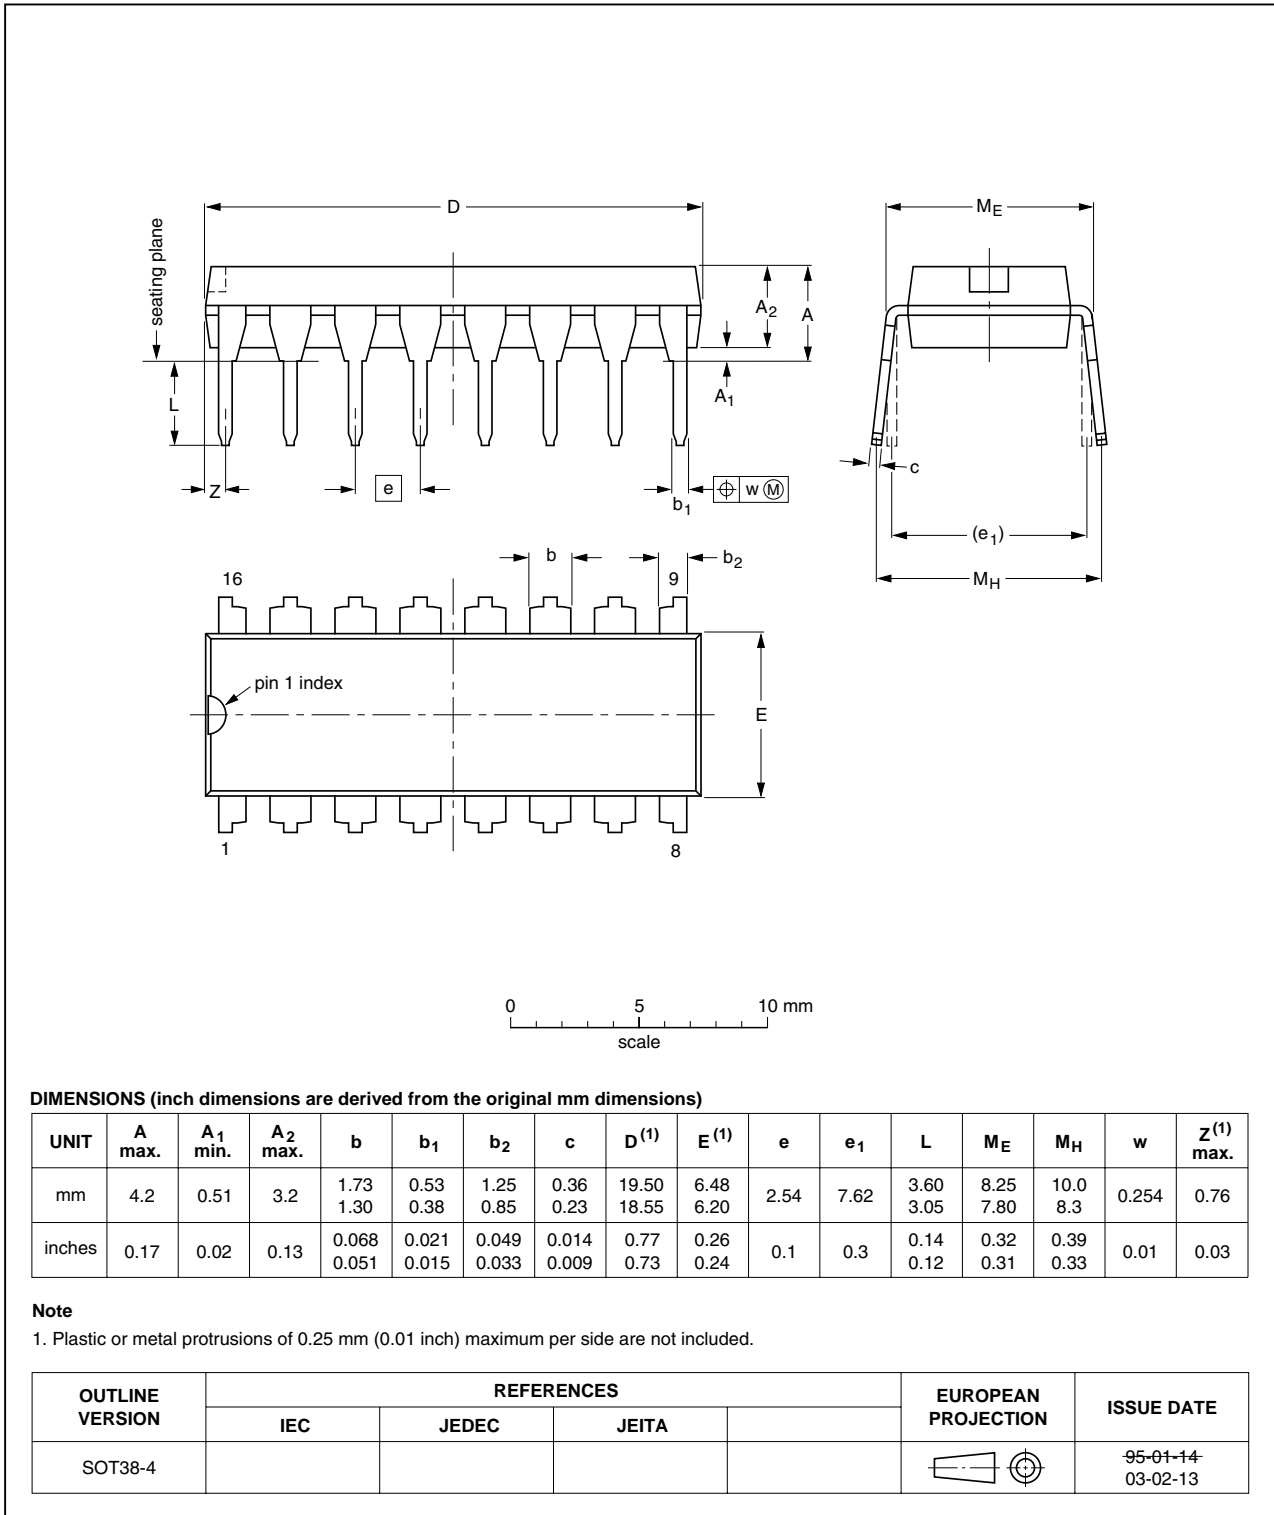 D
M_E
seating plane
A_2
A
L
A_1
Z
e
b_1
w M
c
(e_1)
M_H
b
b_2
16
9
pin 1 index
E
1
8
0 5 10 mm
scale
DIMENSIONS (inch dimensions are derived from the original mm dimensions)
UNIT A max. A_1 min. A_2 max. b b_1 b_2 c D(1) E(1) e e_1 L M_E M_H w Z(1) max.
mm 4.2 0.51 3.2 1.73 1.30 0.53 0.38 1.25 0.85 0.36 0.23 19.50 18.55 6.48 6.20 2.54 7.62 3.60 3.05 8.25 7.80 10.0 8.3 0.254 0.76
inches 0.17 0.02 0.13 0.068 0.051 0.021 0.015 0.049 0.033 0.014 0.009 0.77 0.73 0.26 0.24 0.1 0.3 0.14 0.12 0.32 0.31 0.39 0.33 0.01 0.03
Note
1. Plastic or metal protrusions of 0.25 mm (0.01 inch) maximum per side are not included.
OUTLINE VERSION REFERENCES EUROPEAN PROJECTION ISSUE DATE
IEC JEDEC JEITA
SOT38-4 95-01-14
03-02-13